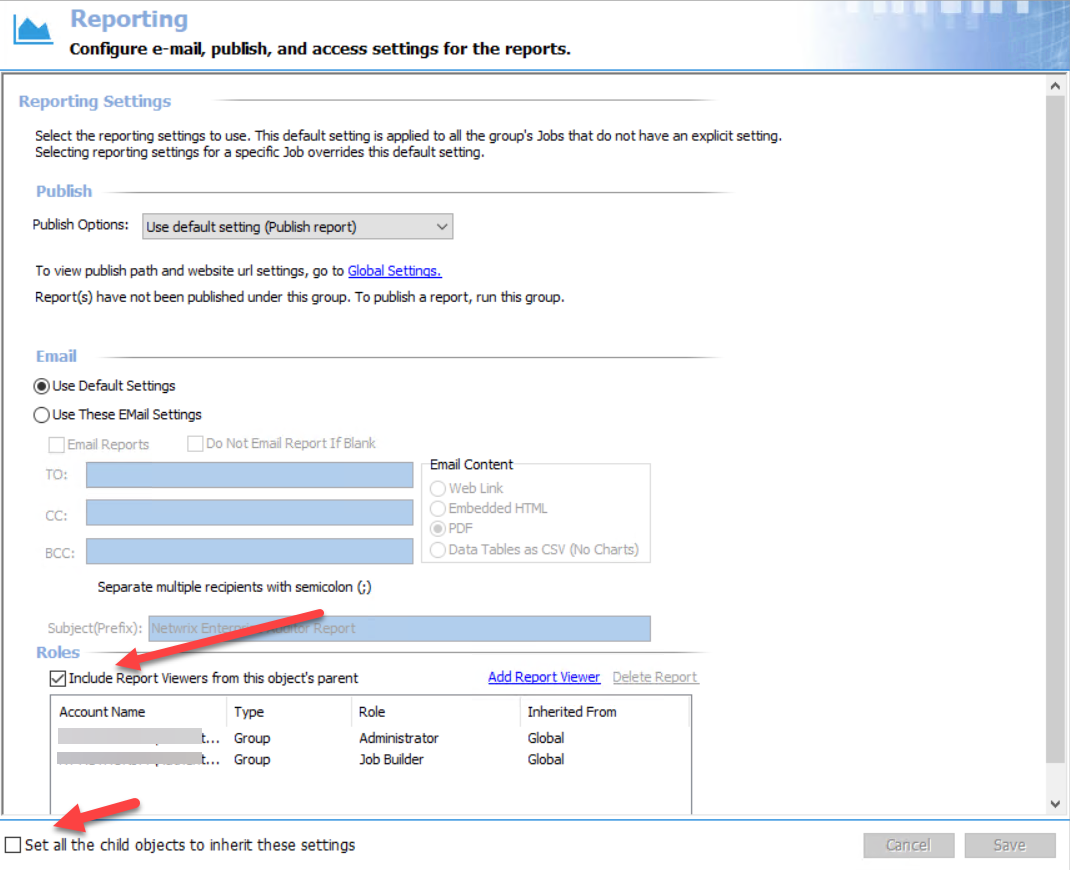 Reporting
Configure e-mail, publish, and access settings for the reports.
Reporting Settings
Select the reporting settings to use. This default setting is applied to all the group's Jobs that do not have an explicit setting.
Selecting reporting settings for a specific Job overrides this default setting.
Publish
Publish Options: Use default setting (Publish report)
To view publish path and website url settings, go to Global Settings.
Report(s) have not been published under this group. To publish a report, run this group.
Email
Use Default Settings
Use These EMail Settings
Email Reports Do Not Email Report If Blank
TO:
CC:
BCC:
Email Content
Web Link
Embedded HTML
PDF
Data Tables as CSV (No Charts)
Separate multiple recipients with semicolon (;)
Subject(Prefix): Netwrix Report
Roles
Include Report Viewers from this object's parent Add Report Viewer Delete Report
Account Name Type Role Inherited From
t... Group Administrator Global
t... Group Job Builder Global
Set all the child objects to inherit these settings Cancel Save